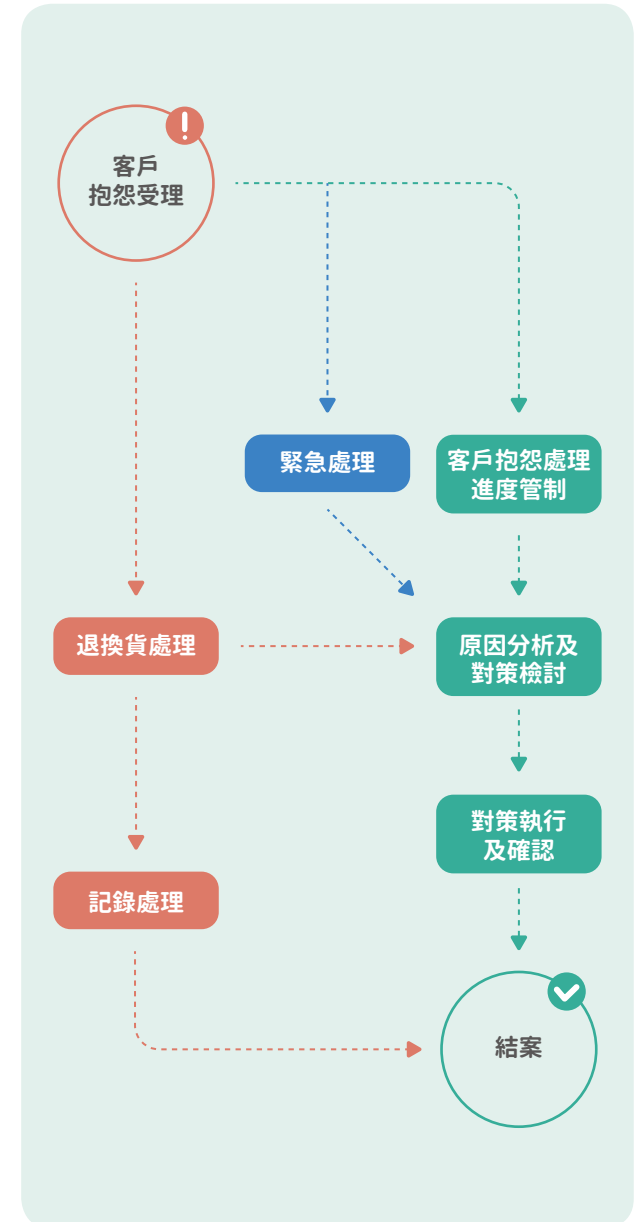 客戶
抱怨受理
緊急處理
客戶抱怨處理
進度管制
退換貨處理
原因分析及
對策檢討
對策執行
及確認
記錄處理
結案